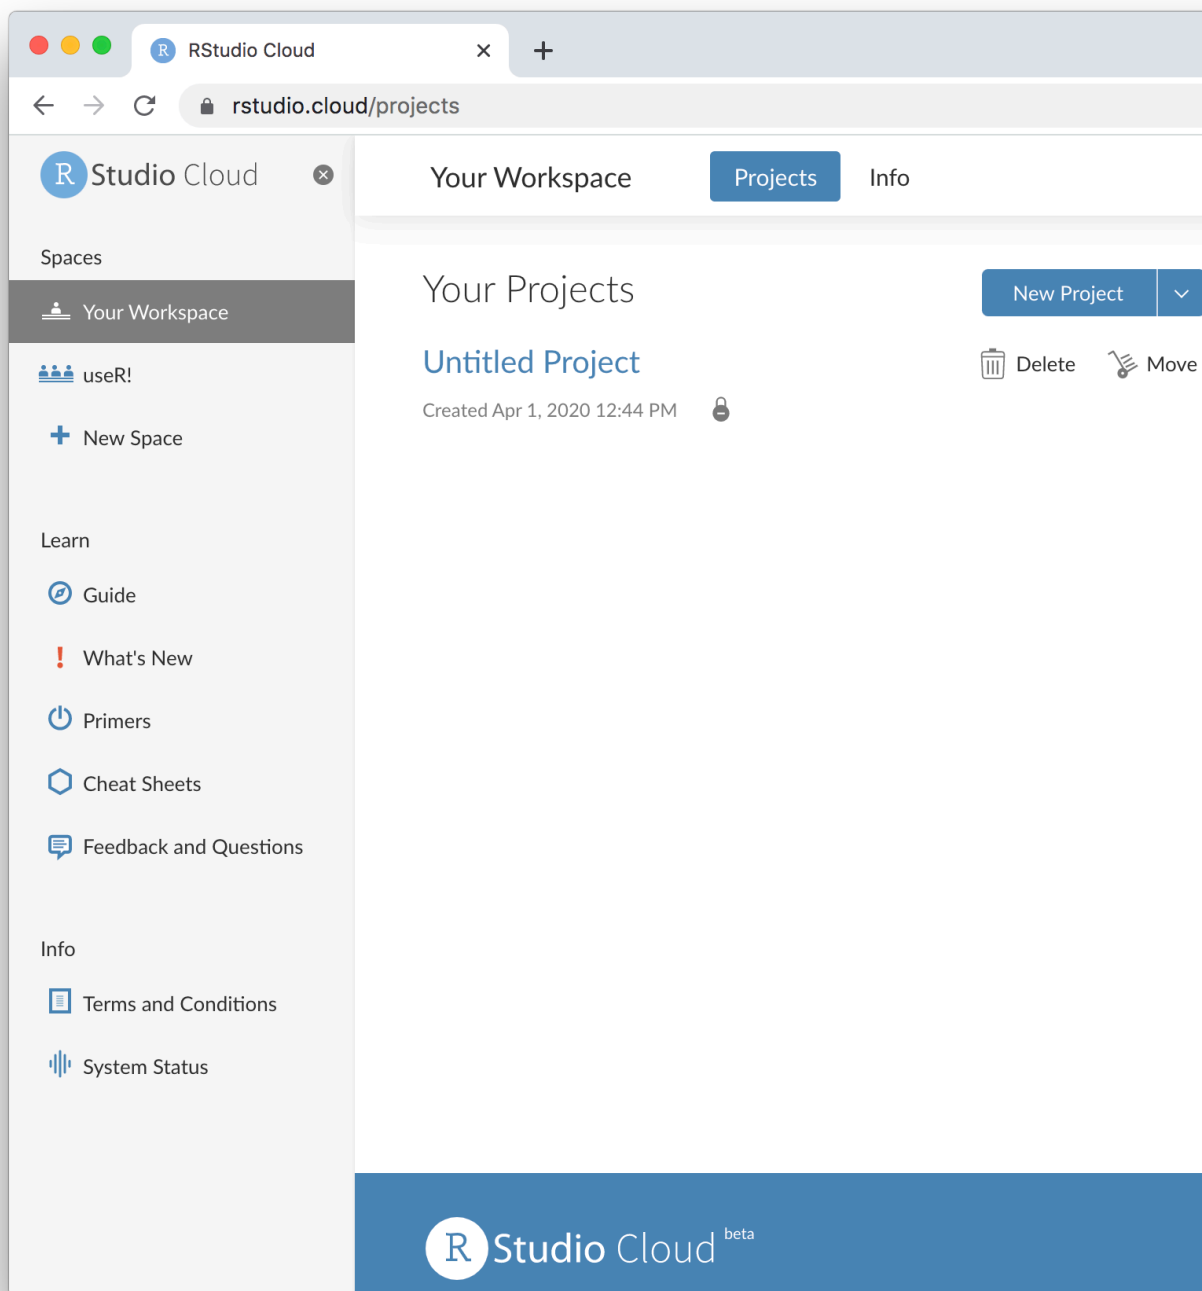 RStudio Cloud
rstudio.cloud/projects
R Studio Cloud
Your Workspace
Projects
Info
Spaces
Your Workspace
useR!
New Space
Learn
Guide
What's New
Primers
Cheat Sheets
Feedback and Questions
Info
Terms and Conditions
System Status
Your Projects
New Project
Untitled Project
Delete
Move
Created Apr 1, 2020 12:44 PM
R Studio Cloud beta